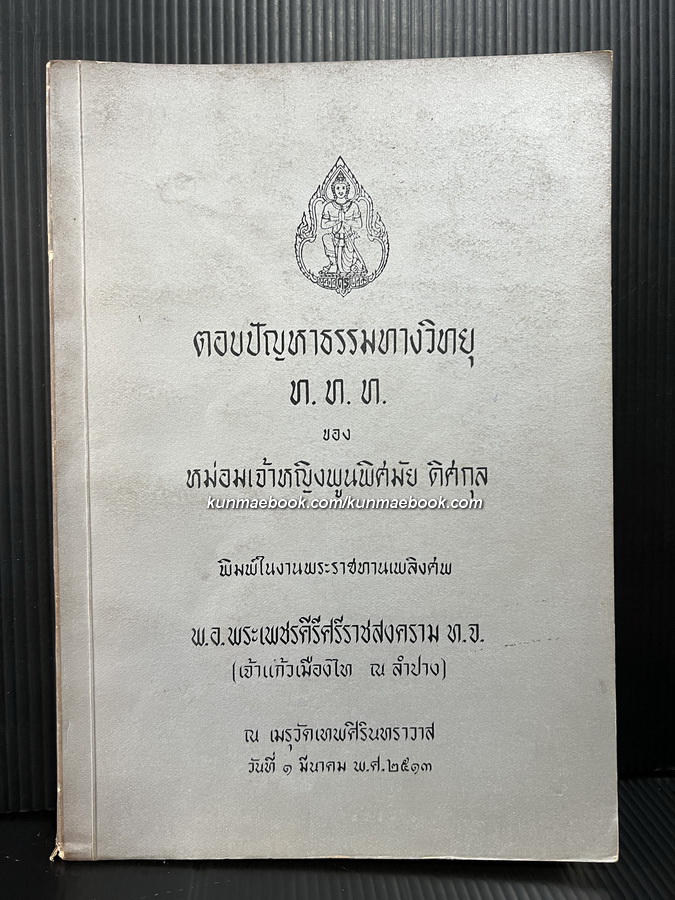 ตอบปัญหาธรรมทางวิทยุ
ท. ท. ท.
ของ
หม่อมเจ้าหญิงพูนพิศมัย ดิศกุล
kunmaebook.com/kunmaebook.com
พิมพ์ในงานพระราชทานเพลิงศพ
พ.อ.พระเพชรคีรีศรีราชสงคราม ท.จ.
(เจ้าแก้วเมืองไท ณ ลำปาง)
ณ เมรุวัดเทพศิรินทราวาส
วันที่ ๑ มีนาคม พ.ศ.๒๕๑๓